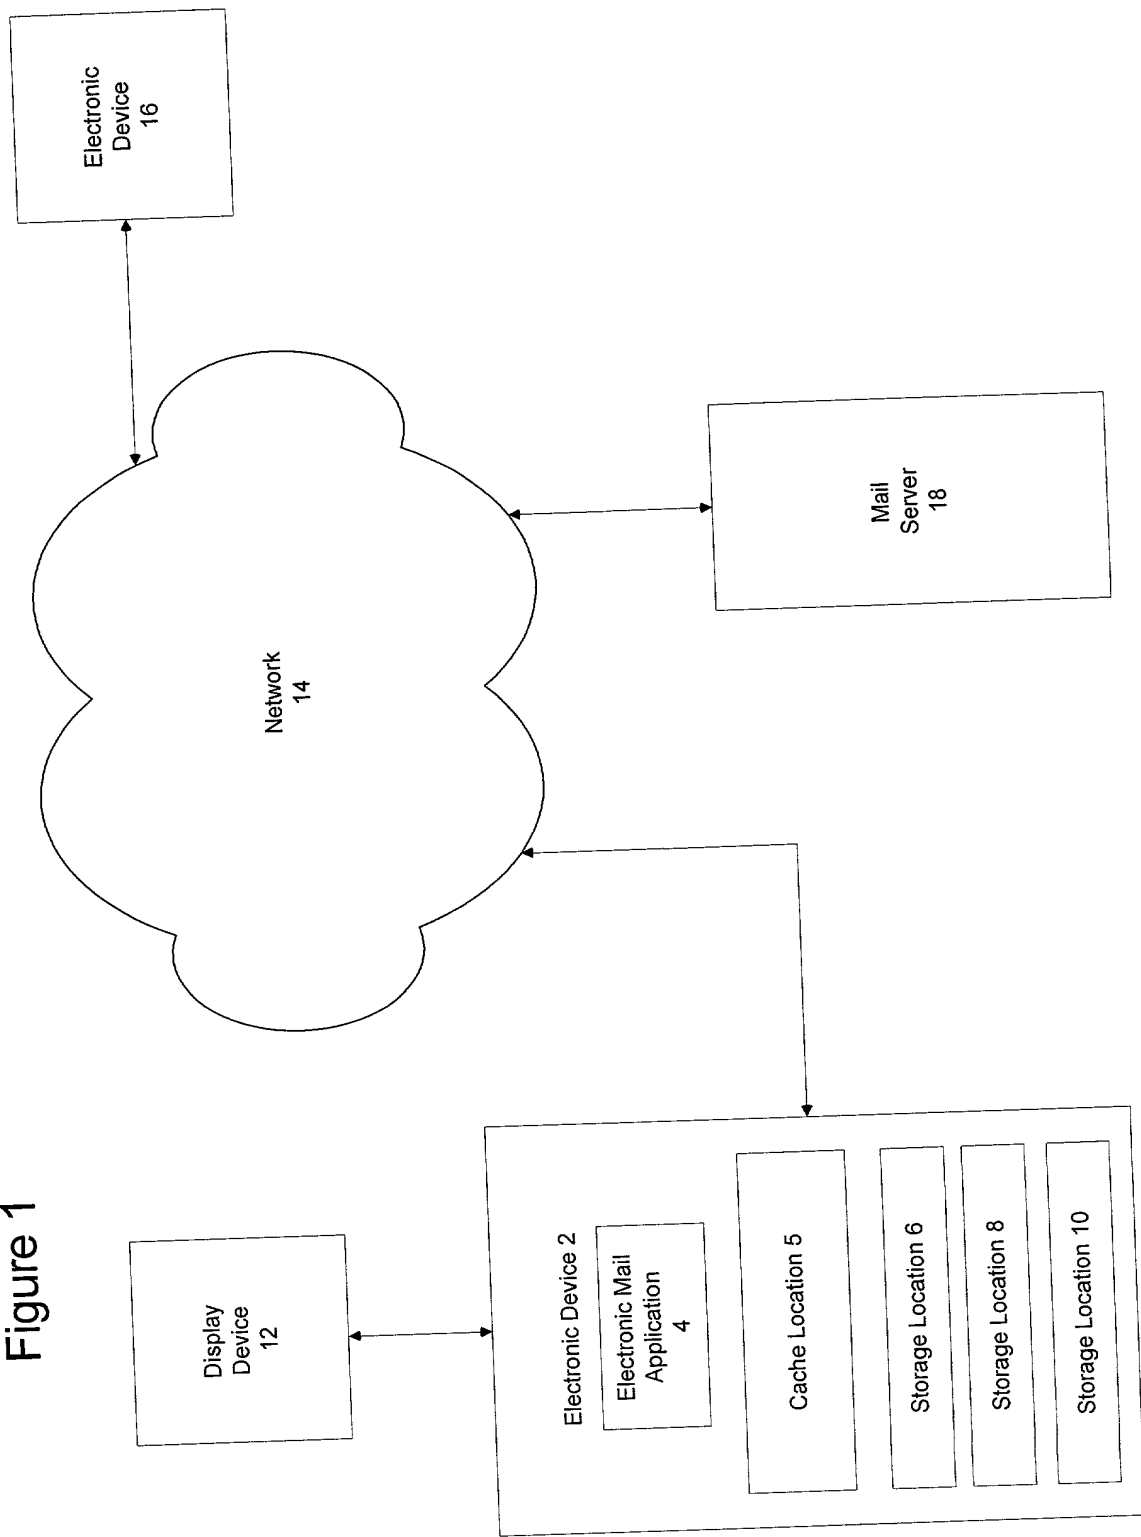 Figure 1
Display
Device
12
Electronic Device 2
Electronic Mail
Application
4
Cache Location 5
Storage Location 6
Storage Location 8
Storage Location 10
Network
14
Mail
Server
18
Electronic
Device
16